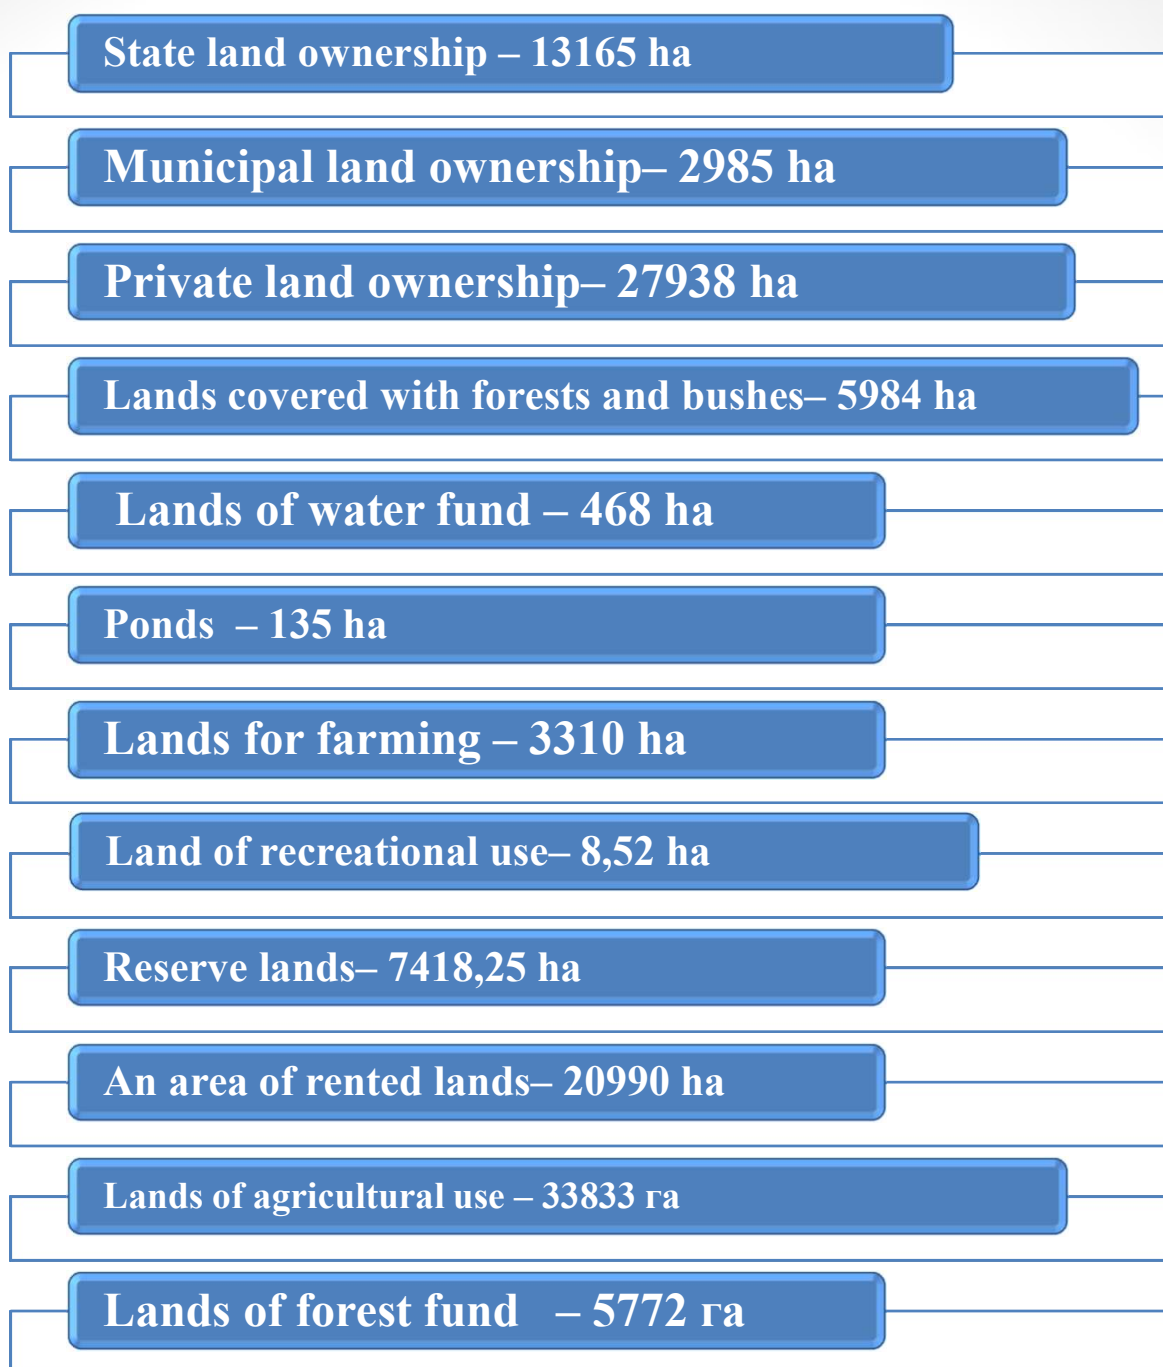 State land ownership – 13165 ha
Municipal land ownership– 2985 ha
Private land ownership– 27938 ha
Lands covered with forests and bushes– 5984 ha
Lands of water fund – 468 ha
Ponds – 135 ha
Lands for farming – 3310 ha
Land of recreational use– 8,52 ha
Reserve lands– 7418,25 ha
An area of rented lands– 20990 ha
Lands of agricultural use – 33833 га
Lands of forest fund – 5772 га